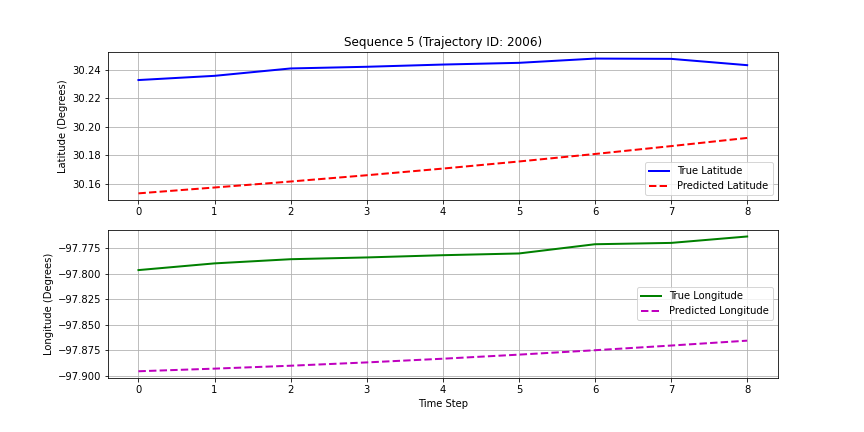 Sequence 5 (Trajectory ID: 2006)
Latitude (Degrees)
30.24
30.22
30.20
30.18
30.16
True Latitude
Predicted Latitude
0 1 2 3 4 5 6 7 8
Longitude (Degrees)
−97.775
−97.800
−97.825
−97.850
−97.875
−97.900
True Longitude
Predicted Longitude
0 1 2 3 4 5 6 7 8
Time Step